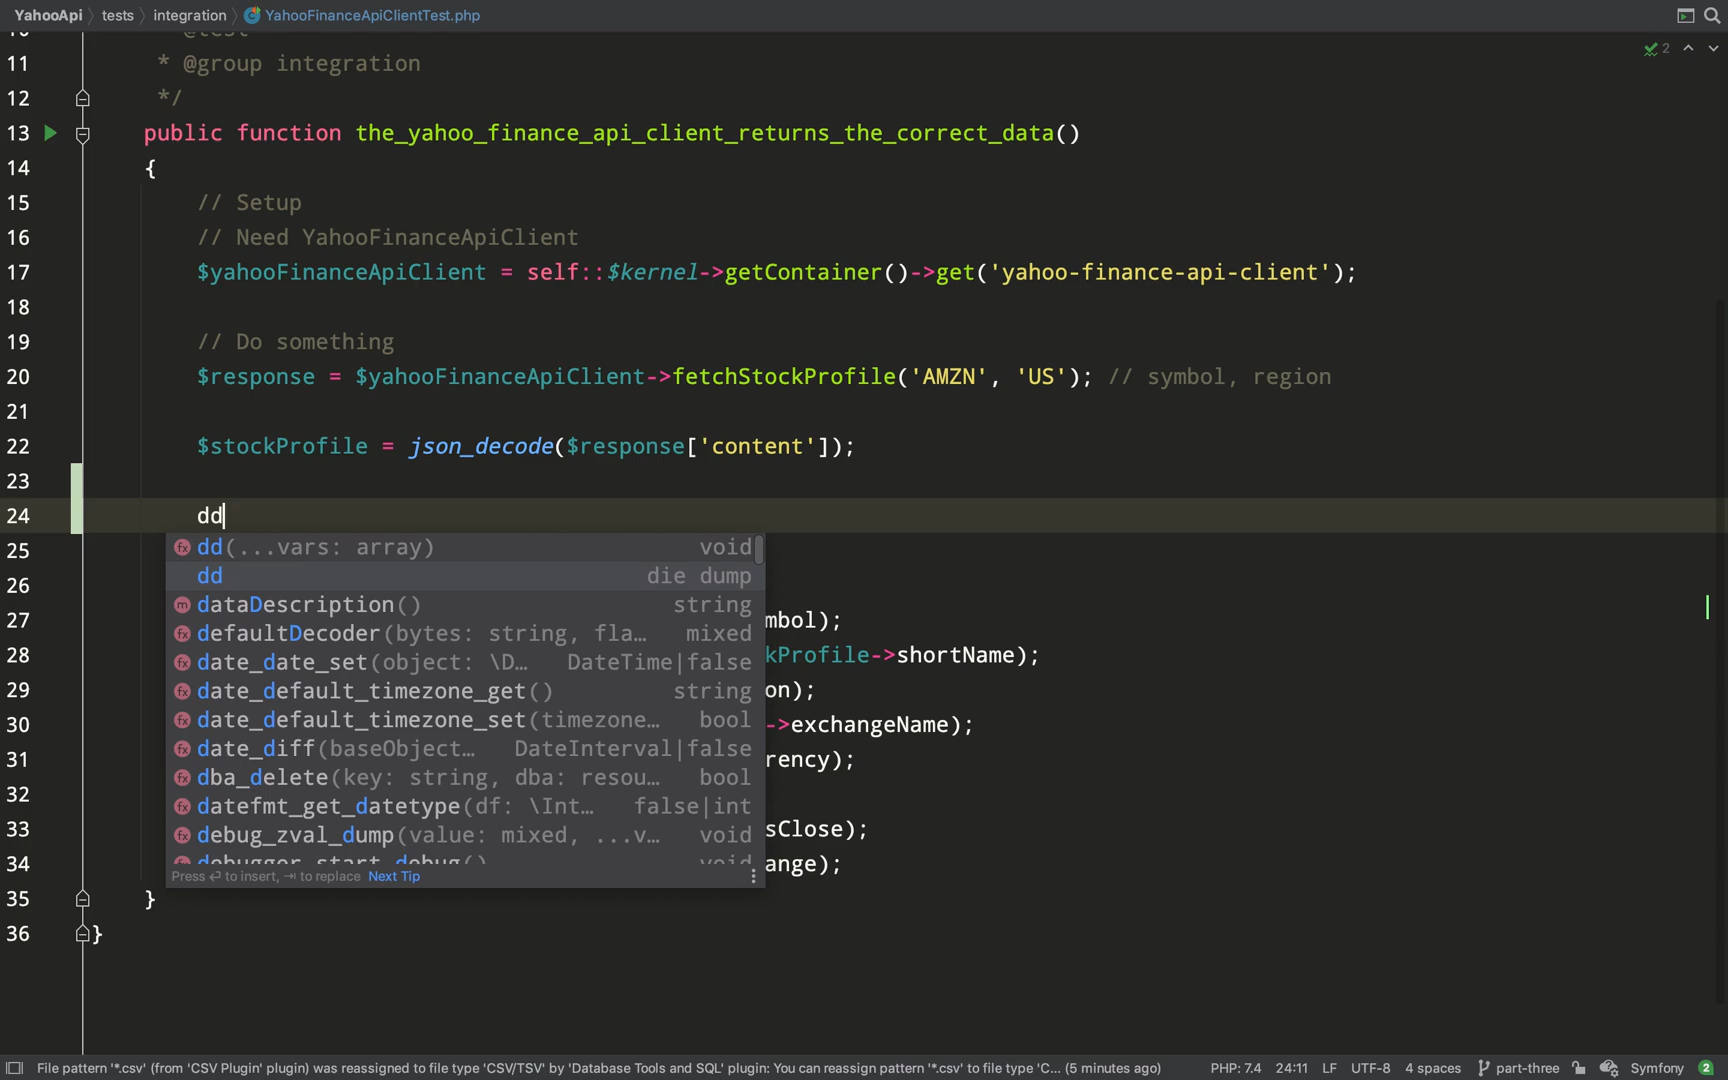 YahooApi › tests › integration › YahooFinanceApiClientTest.php
10 * @test
11 * @group integration
12 */
13 public function the_yahoo_finance_api_client_returns_the_correct_data()
14 {
15 // Setup
16 // Need YahooFinanceApiClient
17 $yahooFinanceApiClient = self::$kernel->getContainer()->get('yahoo-finance-api-client');
18
19 // Do something
20 $response = $yahooFinanceApiClient->fetchStockProfile('AMZN', 'US'); // symbol, region
21
22 $stockProfile = json_decode($response['content']);
23
24 dd
25 dd(...vars: array) void
dd die dump
26 dataDescription() string
27 defaultDecoder(bytes: string, fla… mixed mbol);
28 date_date_set(object: \D… DateTime|false kProfile->shortName);
29 date_default_timezone_get() string on);
30 date_default_timezone_set(timezone… bool ->exchangeName);
31 date_diff(baseObject… DateInterval|false rency);
32 dba_delete(key: string, dba: resou… bool
33 datefmt_get_datetype(df: \Int… false|int sClose);
debug_zval_dump(value: mixed, ...v… void
34 debugger_start_debug() void ange);
Press ↩ to insert, ⇥ to replace Next Tip
35 }
36 }
2
File pattern '*.csv' (from 'CSV Plugin' plugin) was reassigned to file type 'CSV/TSV' by 'Database Tools and SQL' plugin: You can reassign pattern '*.csv' to file type 'C... (5 minutes ago) PHP: 7.4 24:11 LF UTF-8 4 spaces part-three Symfony 2